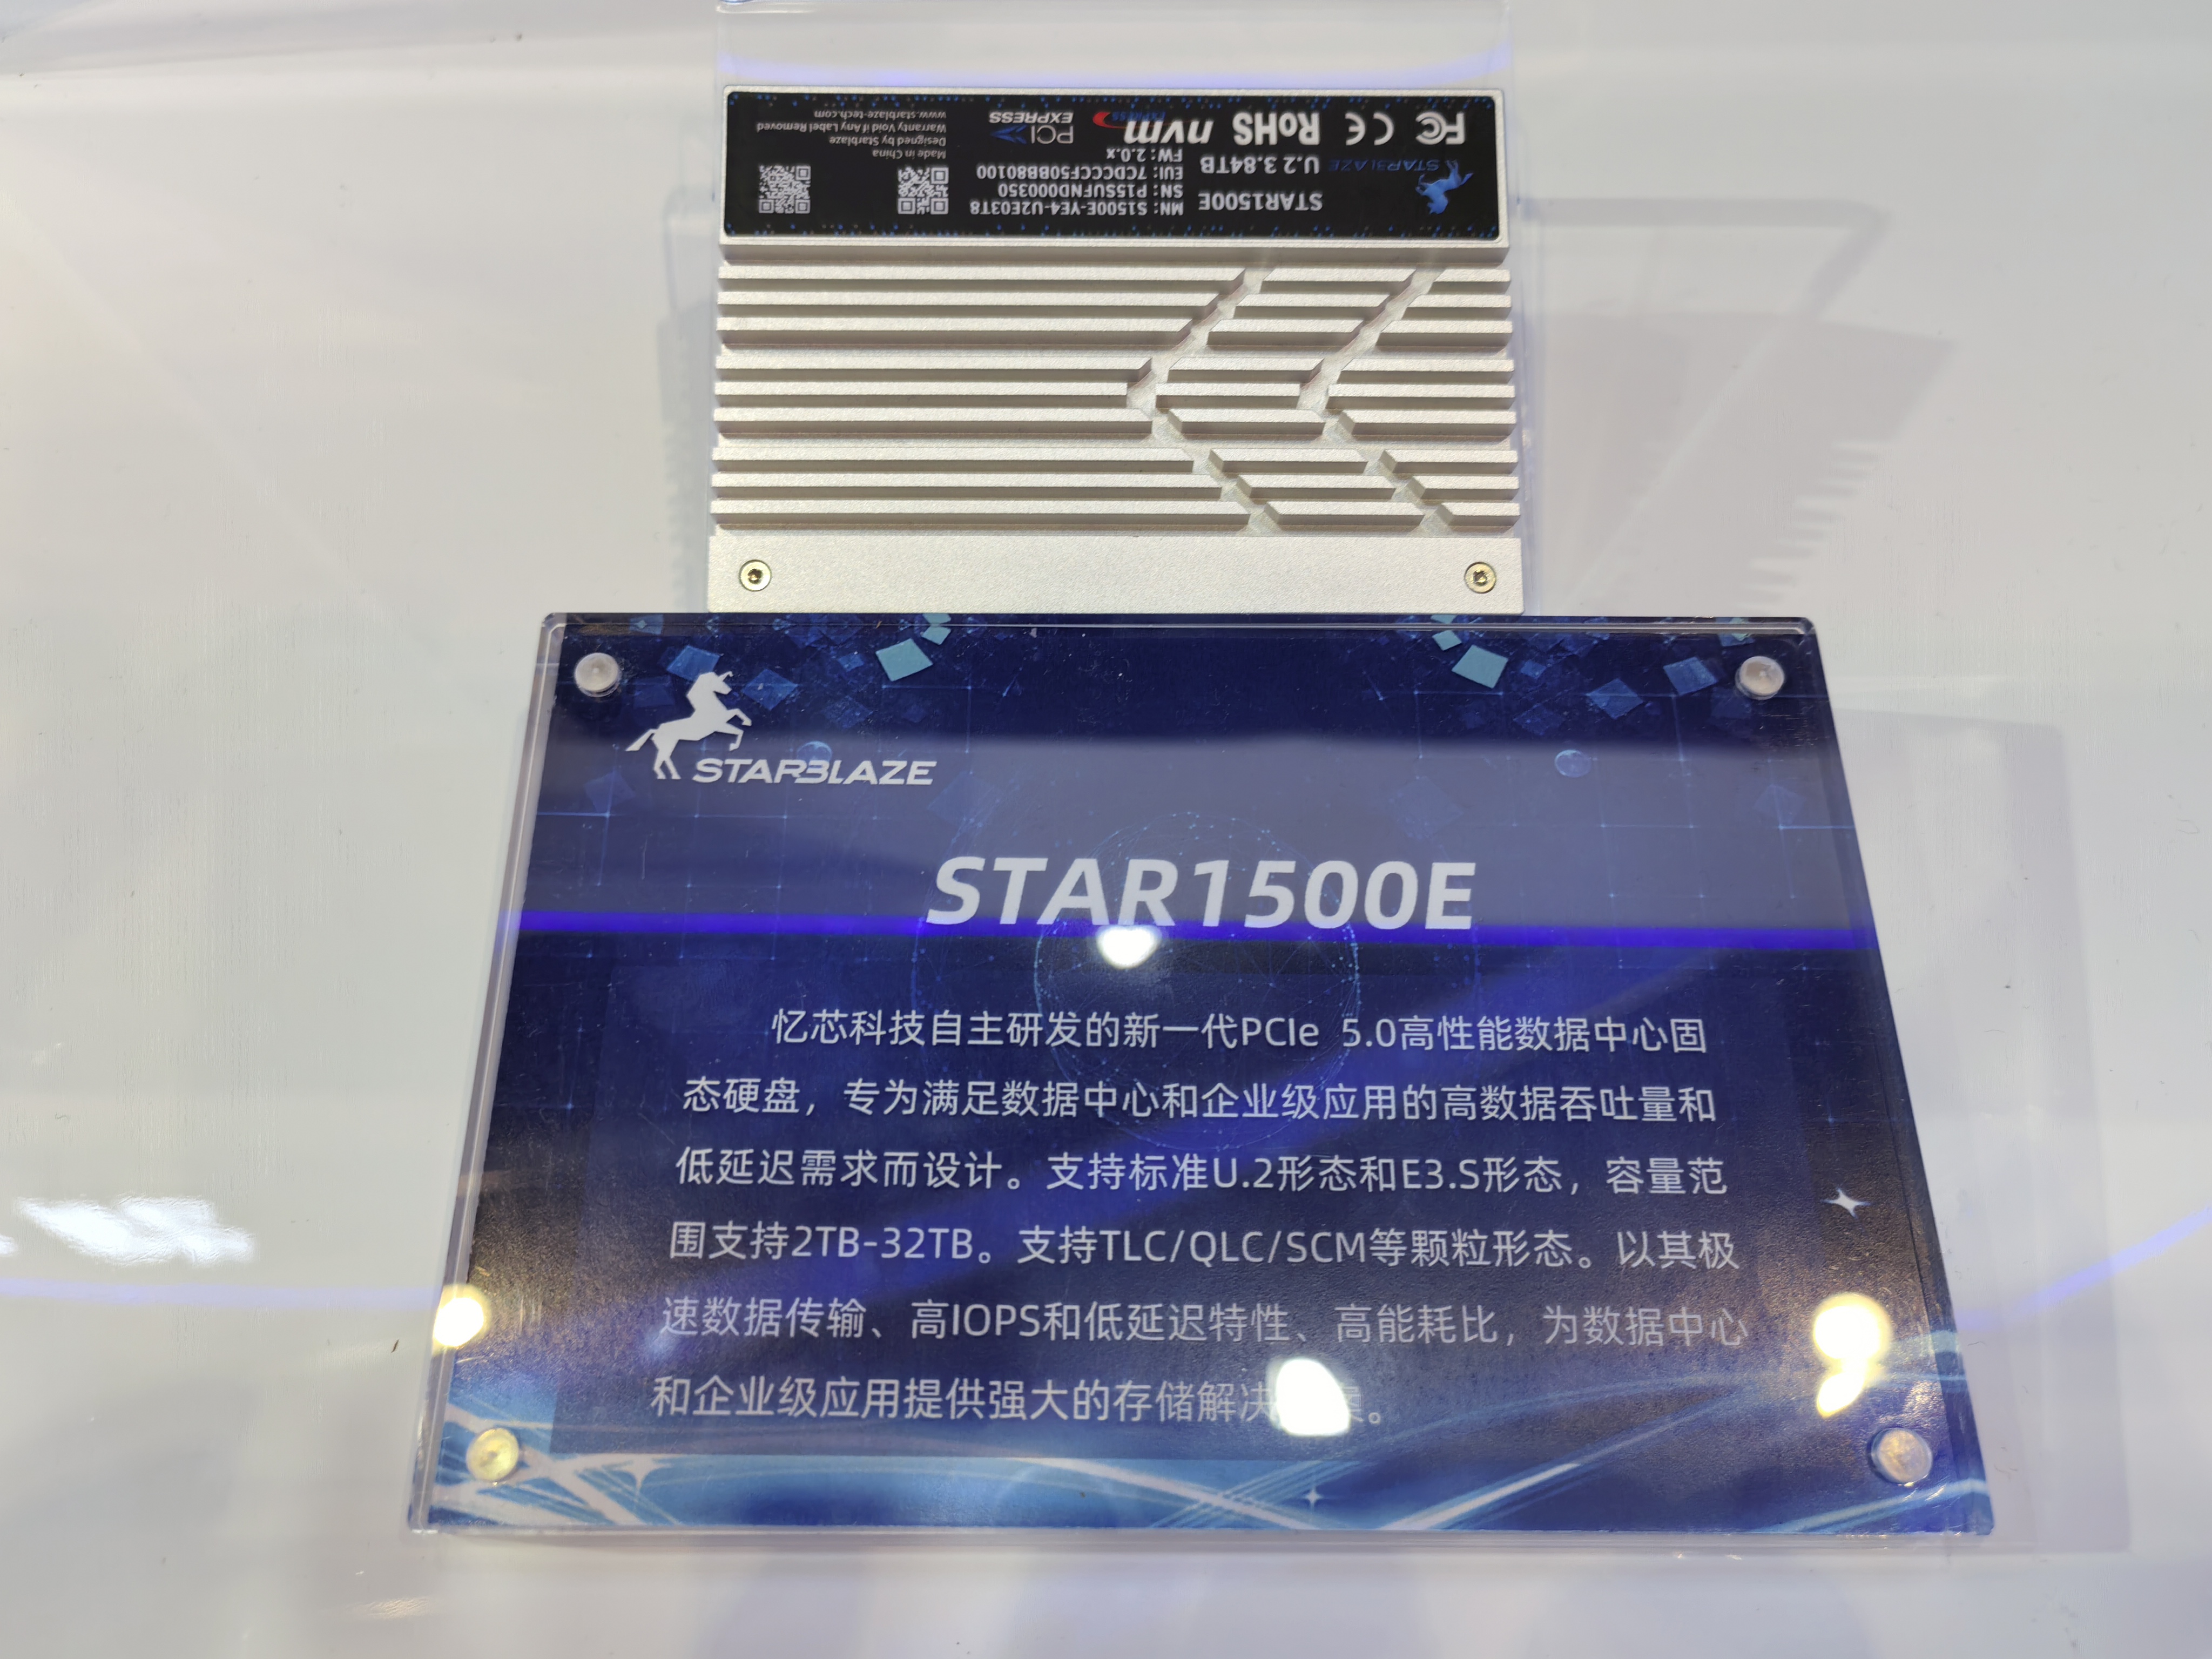 STAR1500E
U.2 3.84TB
STARBLAZE
MN: S1500E-YE4-U2E03T8
SN: P15SUFND000350
EUI: 7CDCCCF50BB80100
FW: 2.0.x
FC CE RoHS nvm EXPRESS PCI EXPRESS
Made in China
Designed by Starblaze
Warranty Void if Any Label Removed
www.starblaze-tech.com
STARBLAZE
STAR1500E
忆芯科技自主研发的新一代PCIe 5.0高性能数据中心固
态硬盘，专为满足数据中心和企业级应用的高数据吞吐量和
低延迟需求而设计。支持标准U.2形态和E3.S形态，容量范
围支持2TB-32TB。支持TLC/QLC/SCM等颗粒形态。以其极
速数据传输、高IOPS和低延迟特性、高能耗比，为数据中心
和企业级应用提供强大的存储解决 案。